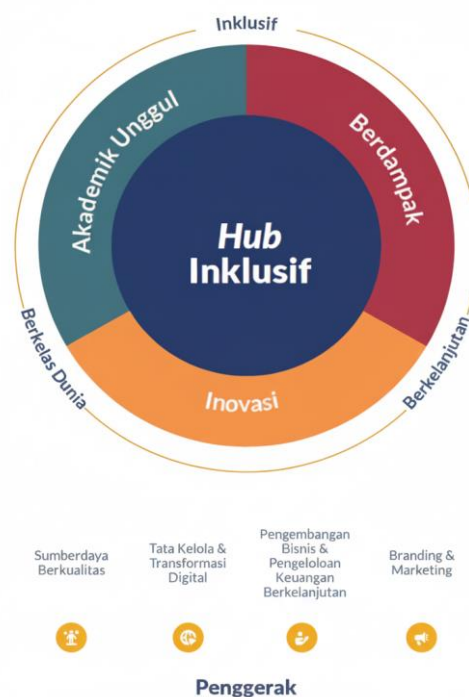 Inklusif
Akademik Unggul
Berdampak
Hub
Inklusif
Berkelas Dunia
Berkelanjutan
Inovasi
Sumberdaya
Berkualitas
Tata Kelola &
Transformasi
Digital
Pengembangan
Bisnis &
Pengeloloan
Keuangan
Berkelanjutan
Branding &
Marketing
Penggerak